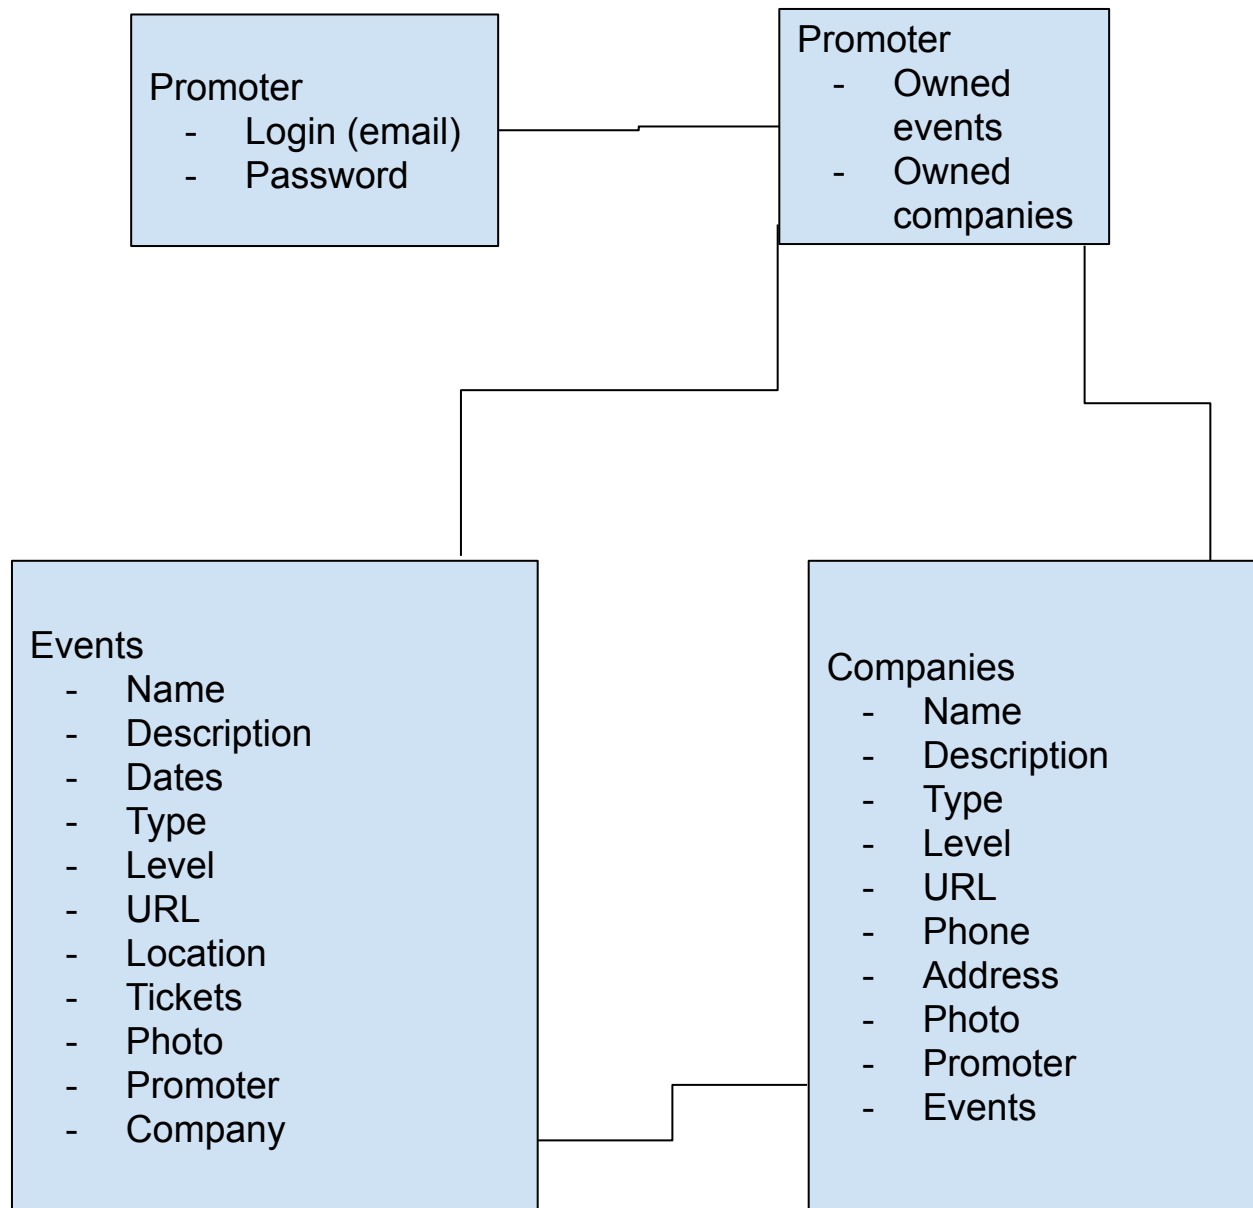 Promoter
- Login (email)
- Password
Promoter
- Owned
events
- Owned
companies
Events
- Name
- Description
- Dates
- Type
- Level
- URL
- Location
- Tickets
- Photo
- Promoter
- Company
Companies
- Name
- Description
- Type
- Level
- URL
- Phone
- Address
- Photo
- Promoter
- Events